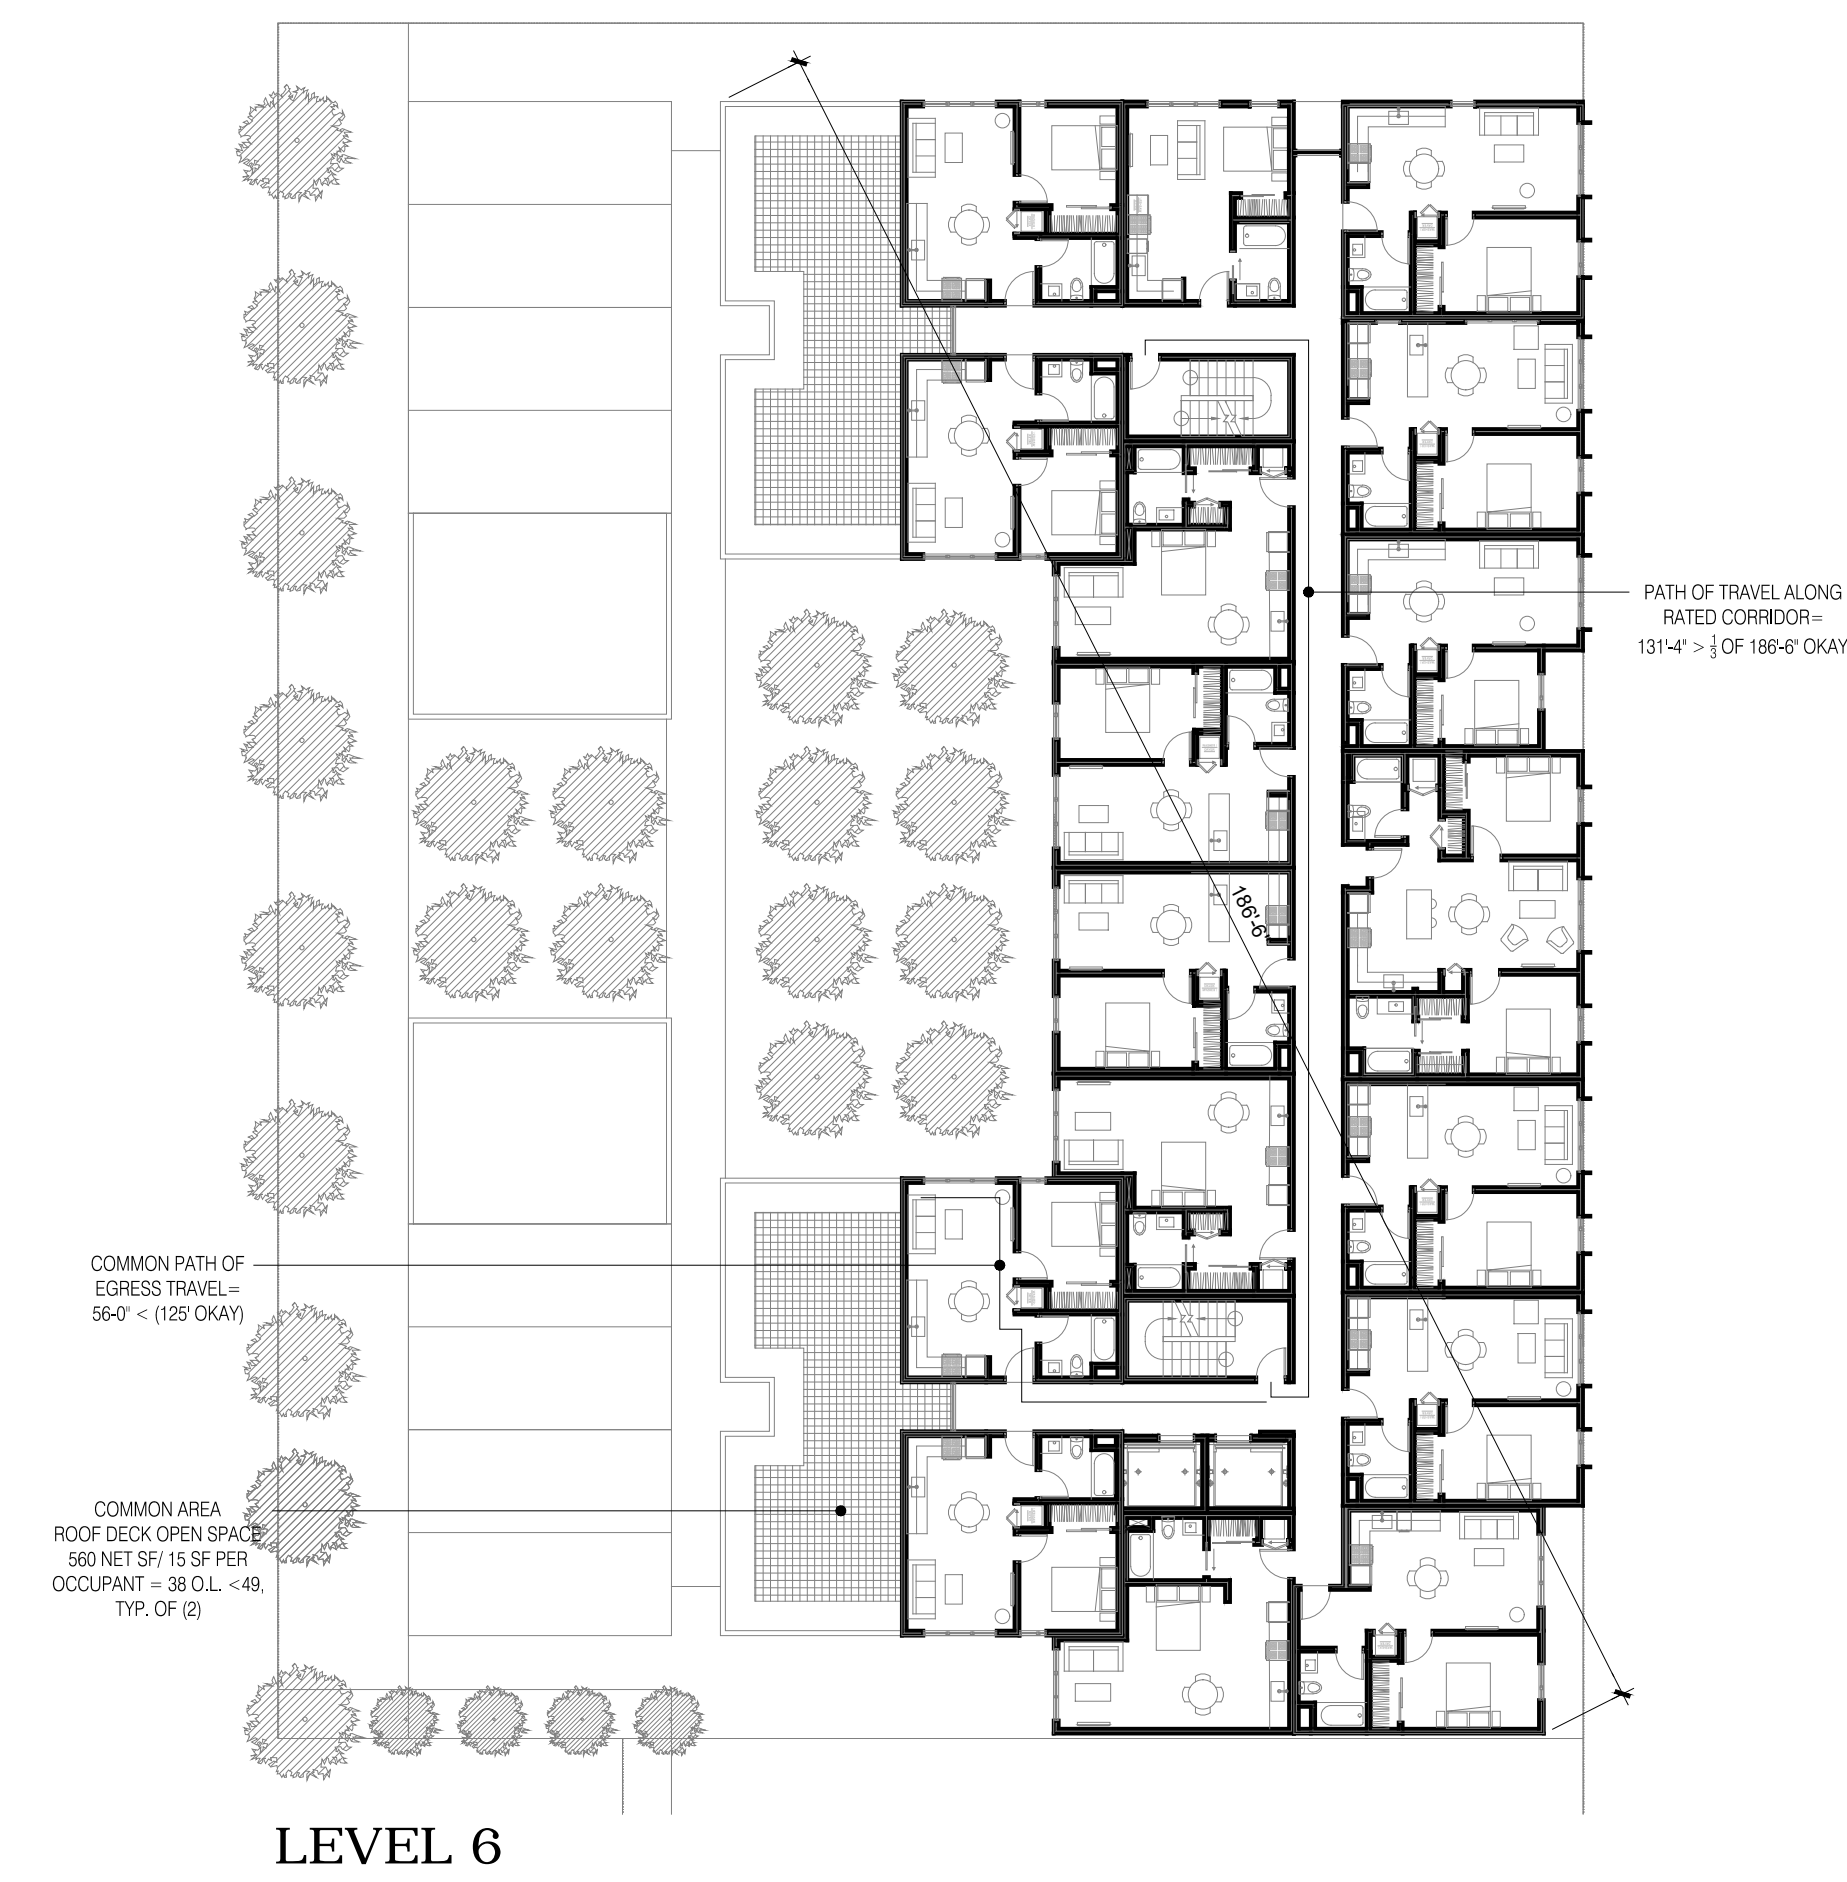 PATH OF TRAVEL ALONG
RATED CORRIDOR=
131'-4" > 1/3 OF 186'-6" OKAY
186'-6"
COMMON PATH OF
EGRESS TRAVEL=
56-0" < (125' OKAY)
COMMON AREA
ROOF DECK OPEN SPACE
560 NET SF/ 15 SF PER
OCCUPANT = 38 O.L. <49,
TYP. OF (2)
LEVEL 6